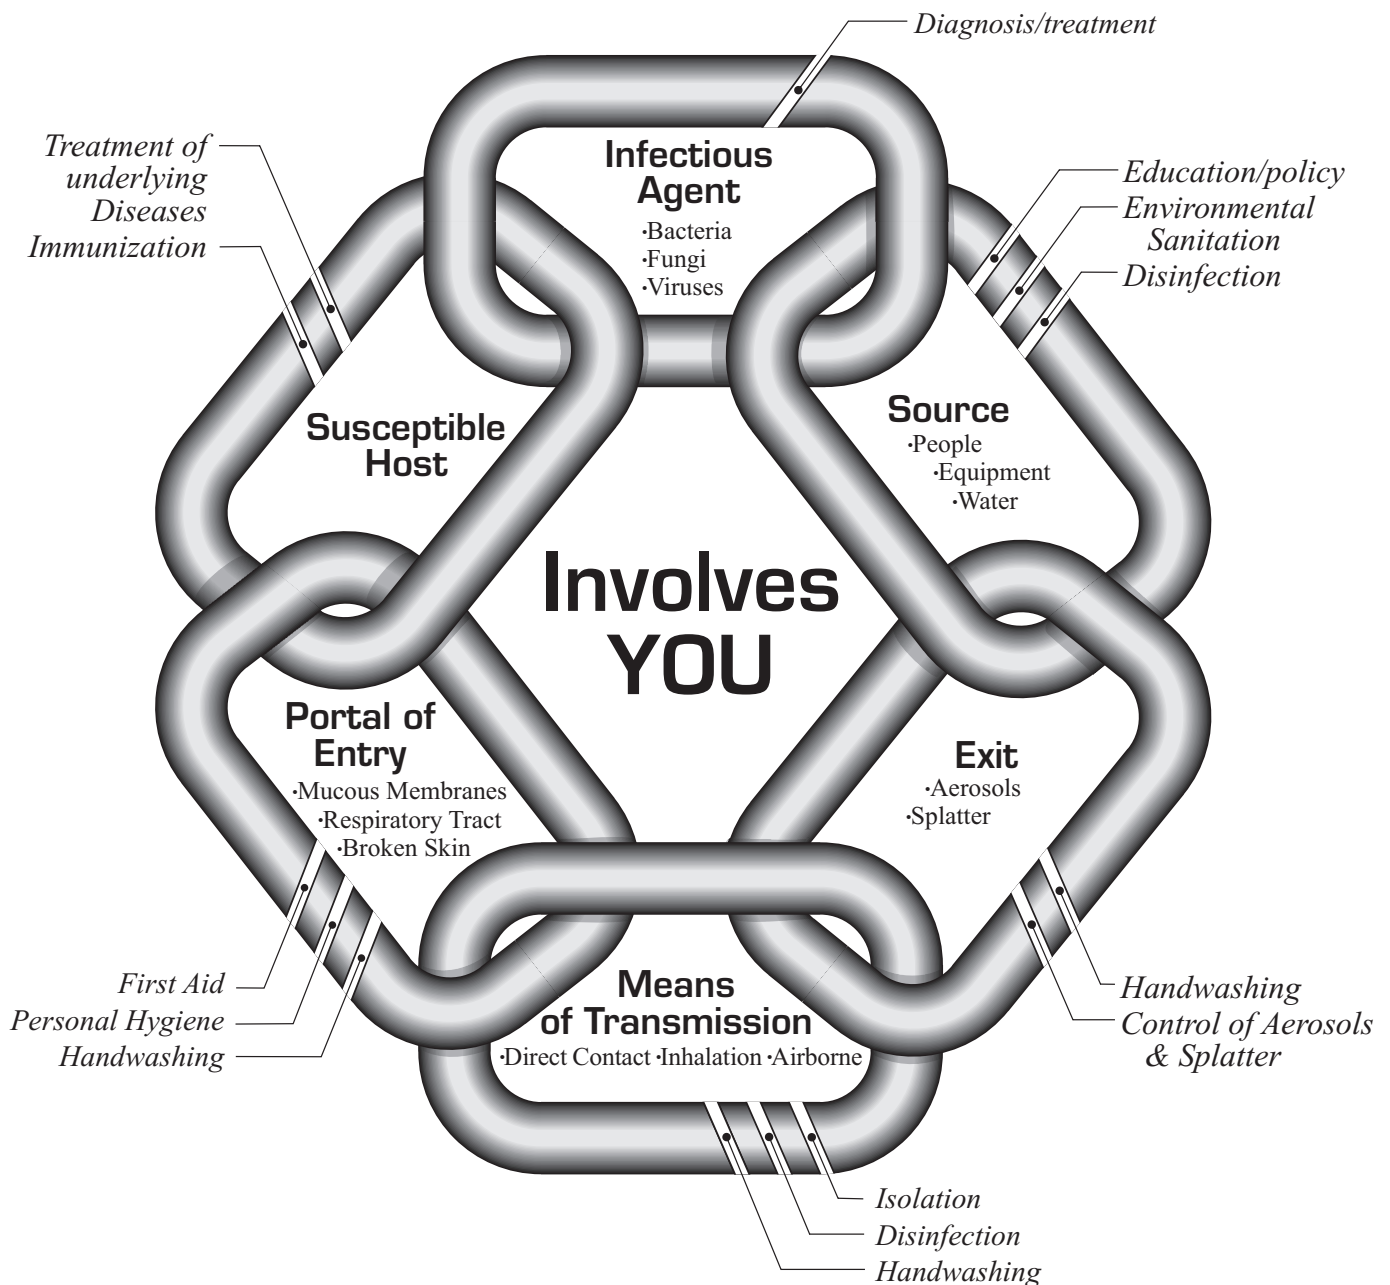 Diagnosis/treatment
Infectious
Agent
·Bacteria
·Fungi
·Viruses
Education/policy
Environmental
Sanitation
Disinfection
Source
·People
·Equipment
·Water
Exit
·Aerosols
·Splatter
Handwashing
Control of Aerosols
& Splatter
Means
of Transmission
·Direct Contact ·Inhalation ·Airborne
Isolation
Disinfection
Handwashing
Portal of
Entry
·Mucous Membranes
·Respiratory Tract
·Broken Skin
First Aid
Personal Hygiene
Handwashing
Susceptible
Host
Treatment of
underlying
Diseases
Immunization
Involves
YOU